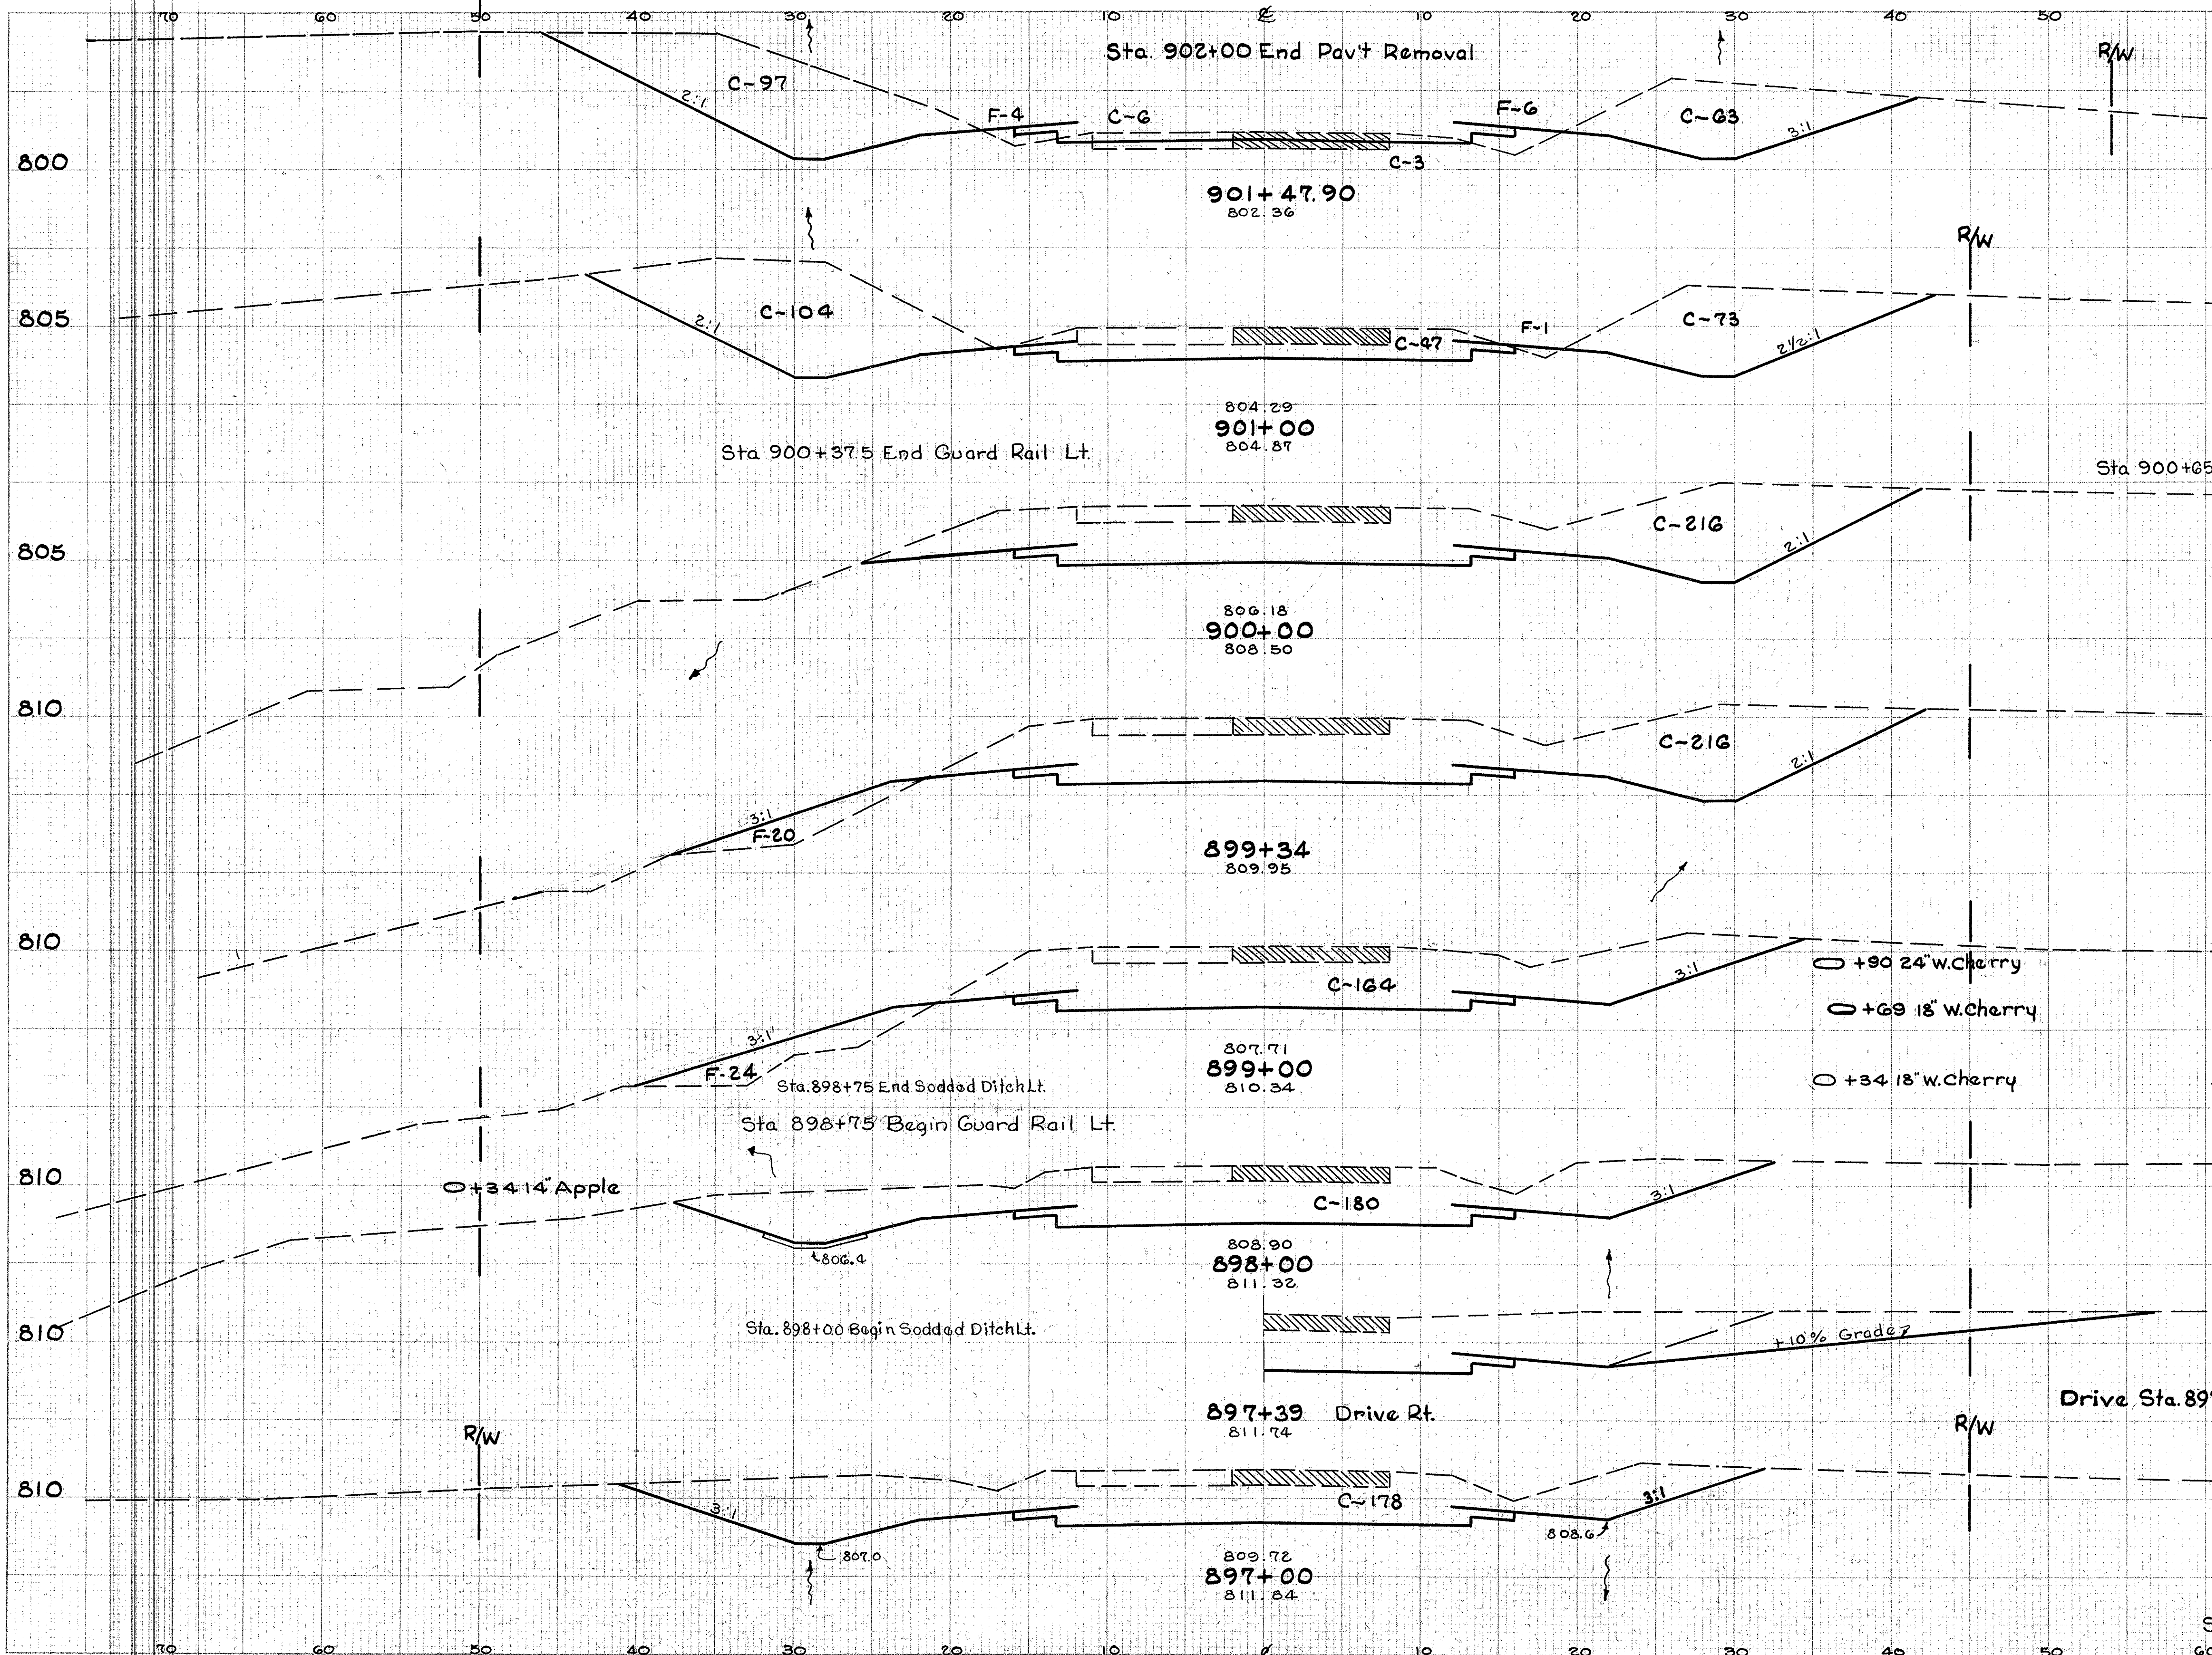 70 60 50 40 30 20 10 ℄ 10 20 30 40 50
Sta. 902+00 End Pav't Removal
R/W
C-97
2:1
F-4
C-6
F-6
C-63
3:1
C-3
800
901+47.90
802.36
R/W
C-104
2:1
805
F-1
C-47
C-73
2½:1
804.29
901+00
804.87
Sta 900+37.5 End Guard Rail Lt.
Sta 900+65
C-216
2:1
805
806.18
900+00
808.50
810
C-216
2:1
3:1
F-20
899+34
809.95
810
C-164
3:1
+90 24" W. Cherry
+69 18" W. Cherry
3:1
F-24
807.71
899+00
810.34
+34 18" W. Cherry
Sta. 898+75 End Sodded Ditch Lt.
Sta 898+75 Begin Guard Rail Lt.
810
+34 14" Apple
C-180
3:1
806.4
808.90
898+00
811.32
Sta. 898+00 Begin Sodded Ditch Lt.
810
+10% Grade
897+39 Drive Rt.
811.74
Drive Sta. 89
R/W
R/W
810
3:1
C-178
3:1
807.0
808.6
809.72
897+00
811.84
S
70 60 50 40 30 20 10 ℄ 10 20 30 40 50 60